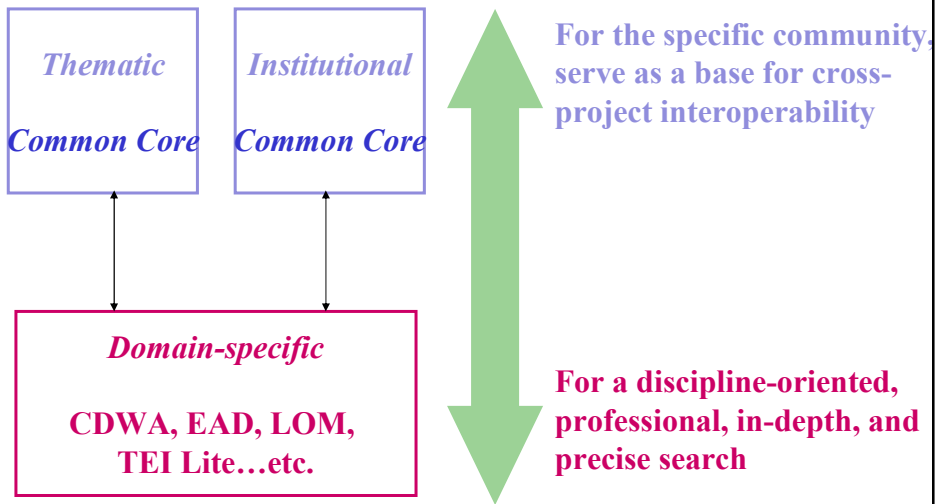 Thematic
Common Core
Institutional
Common Core
For the specific community,
serve as a base for cross-
project interoperability
Domain-specific
CDWA, EAD, LOM,
TEI Lite…etc.
For a discipline-oriented,
professional, in-depth, and
precise search